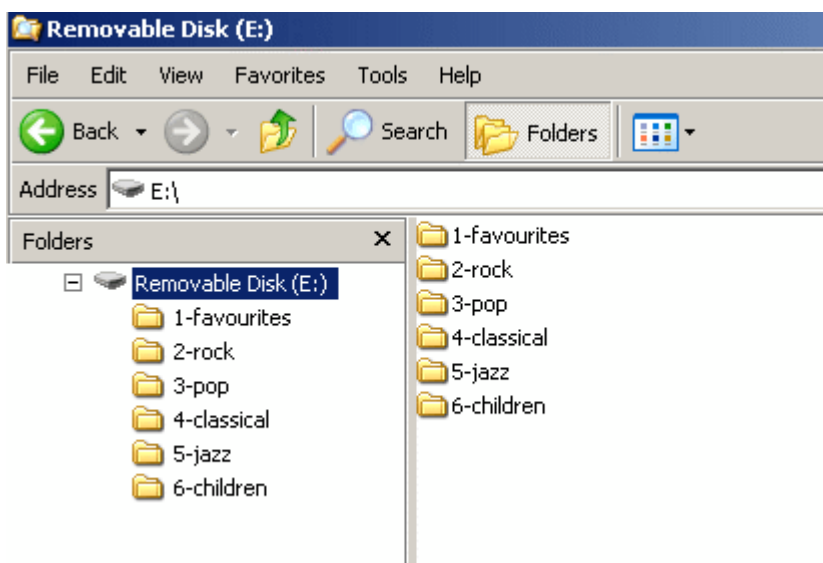 Removable Disk (E:)
File Edit View Favorites Tools Help
Back Search Folders
Address E:\
Folders
Removable Disk (E:)
1-favourites
2-rock
3-pop
4-classical
5-jazz
6-children
1-favourites
2-rock
3-pop
4-classical
5-jazz
6-children